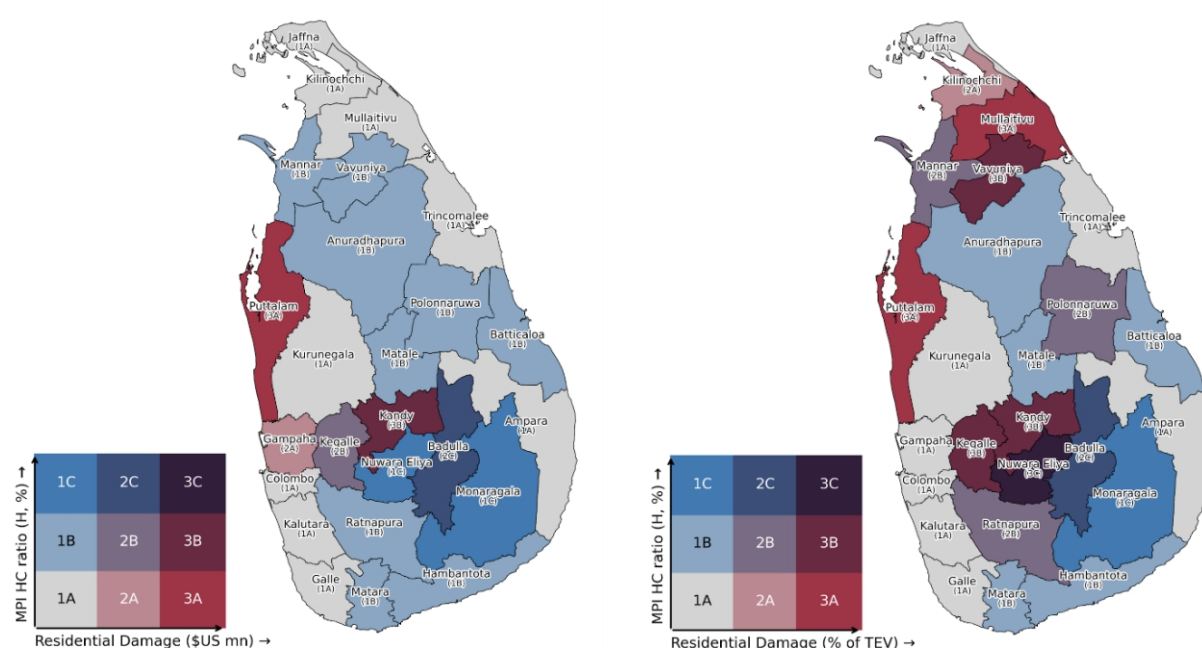 Jaffna
(1A)
Kilinochchi
(1A)
Mullaitivu
(1A)
Mannar
(1B)
Vavuniya
(1B)
Trincomalee
(1A)
Anuradhapura
(1B)
Puttalam
(3A)
Polonnaruwa
(1B)
Batticaloa
(1B)
Kurunegala
(1A)
Matale
(1B)
Kandy
(3B)
Ampara
(1A)
Gampaha
(2A)
Kegalle
(2B)
Badulla
(2C)
Nuwara Eliya
(1C)
Colombo
(1A)
Monaragala
(1C)
Kalutara
(1A)
Ratnapura
(1B)
Galle
(1A)
Hambantota
(1B)
Matara
(1B)
MPI HC ratio (H, %) →
1C 2C 3C
1B 2B 3B
1A 2A 3A
Residential Damage ($US mn) →
Jaffna
(1A)
Kilinochchi
(2A)
Mullaitivu
(3A)
Mannar
(2B)
Vavuniya
(3B)
Trincomalee
(1A)
Anuradhapura
(1B)
Puttalam
(3A)
Polonnaruwa
(2B)
Batticaloa
(1B)
Kurunegala
(1A)
Matale
(1B)
Kandy
(3B)
Ampara
(1A)
Gampaha
(1A)
Kegalle
(3B)
Badulla
(2C)
Nuwara Eliya
(3C)
Colombo
(1A)
Monaragala
(1C)
Kalutara
(1A)
Ratnapura
(2B)
Galle
(1A)
Hambantota
(1B)
Matara
(1B)
MPI HC ratio (H, %) →
1C 2C 3C
1B 2B 3B
1A 2A 3A
Residential Damage (% of TEV) →